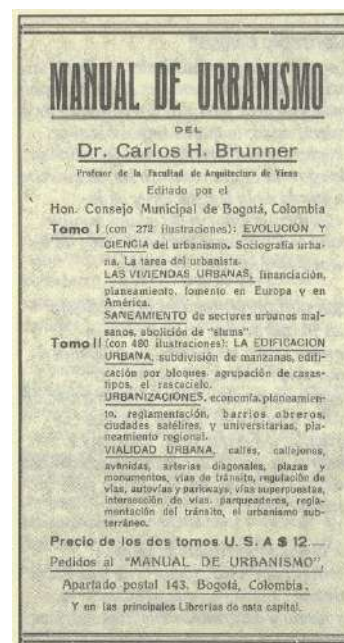 MANUAL DE URBANISMO
DEL
Dr. Carlos H. Brunner
Profesor de la Facultad de Arquitectura de Viena
Editado por el
Hon. Consejo Municipal de Bogotá, Colombia
Tomo I (con 272 ilustraciones): EVOLUCIÓN Y
CIENCIA del urbanismo. Sociografía urba-
na. La tarea del urbanista.
LAS VIVIENDAS URBANAS, financiación,
planeamiento, fomento en Europa y en
América.
SANEAMIENTO de sectores urbanos mal-
sanos, abolición de "slums".
Tomo II (con 480 ilustraciones): LA EDIFICACION
URBANA, subdivisión de manzanas, edifi-
cación por bloques, agrupación de casas-
tipos, el rascacielo.
URBANIZACIONES, economía, planeamien-
to, reglamentación, barrios obreros,
ciudades satélites, y universitarias, pla-
neamiento regional.
VIALIDAD URBANA, calles, callejones,
avenidas, arterias diagonales, plazas y
monumentos, vías de tránsito, regulación de
vías, autovías y parkways, vías superpuestas,
intersección de vías, parqueaderos, regla-
mentación del tránsito, el urbanismo sub-
terráneo.
Precio de los dos tomos U. S. A $ 12.—
Pedidos al "MANUAL DE URBANISMO",
Apartado postal 143. Bogotá, Colombia.
Y en las principales Librerías de esta capital.